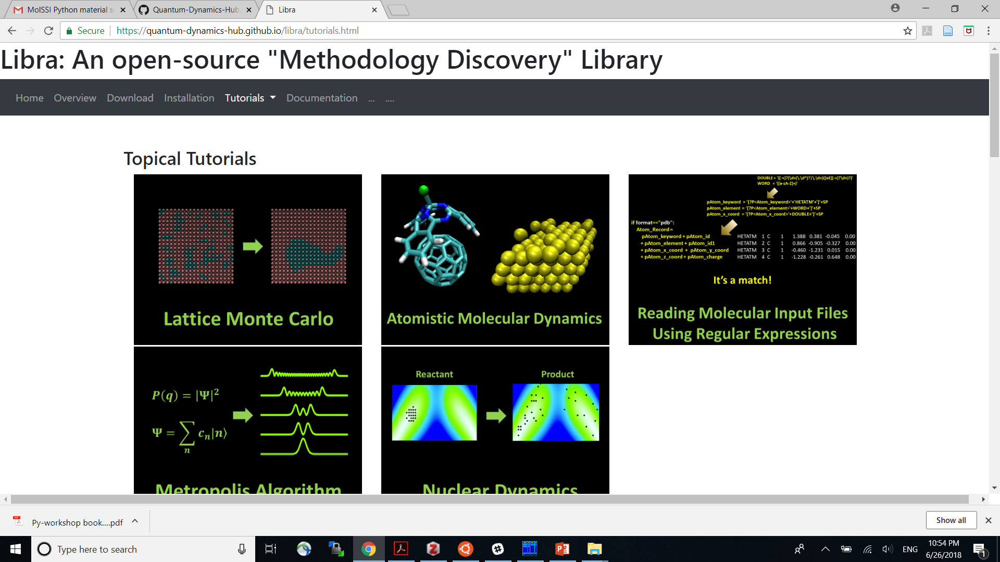 MolSSI Python material s
Quantum-Dynamics-Hub
Libra
Secure
https://quantum-dynamics-hub.github.io/libra/tutorials.html
Libra: An open-source "Methodology Discovery" Library
Home Overview Download Installation Tutorials Documentation ... ....
Topical Tutorials
Lattice Monte Carlo
Atomistic Molecular Dynamics
DOUBLE = '([-+]?(\d+(\.\d*)?|\.\d+)([eE][-+]?\d+)?)'
WORD = '([a-zA-Z]+)'
pAtom_keyword = '(?P<Atom_keyword>'+'HETATM'+')'+SP
pAtom_element = '(?P<Atom_element>'+WORD+')'+SP
pAtom_x_coord = '(?P<Atom_x_coord>'+DOUBLE+')'+SP
if format=="pdb":
Atom_Record =
pAtom_keyword + pAtom_id
+ pAtom_element + pAtom_id1
+ pAtom_x_coord + pAtom_y_coord
+ pAtom_z_coord + pAtom_charge
HETATM 1 C 1 1.388 0.381 -0.045 0.00
HETATM 2 C 1 0.866 -0.905 -0.327 0.00
HETATM 3 C 1 -0.460 -1.231 0.015 0.00
HETATM 4 C 1 -1.228 -0.261 0.648 0.00
It's a match!
Reading Molecular Input Files
Using Regular Expressions
P(q) = |Ψ|²
Ψ = ∑ cₙ|n⟩
n
Metropolis Algorithm
Reactant
Product
Nuclear Dynamics
Py-workshop book....pdf
Show all
Type here to search
ENG
10:54 PM
6/26/2018
1